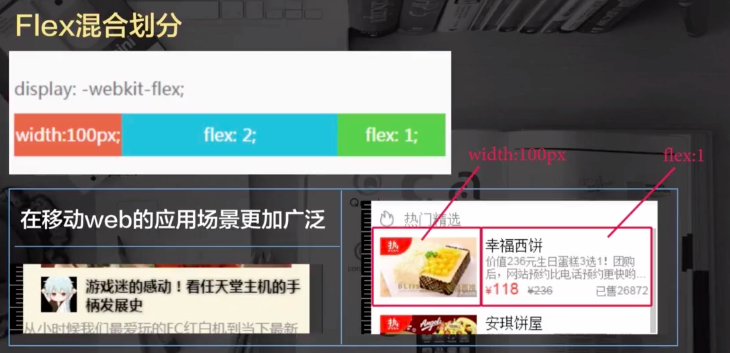 Flex混合划分
display: -webkit-flex;
width:100px;
flex: 2;
flex: 1;
width:100px
flex:1
在移动web的应用场景更加广泛
游戏迷的感动！看任天堂主机的手
柄发展史
从小时候我们最爱玩的FC红白机到当下最新
热门精选
热
幸福西饼
价值236元生日蛋糕3选1！团购
后，网站预约比电话预约更快哟...
¥118 ¥236 已售26872
热
安琪饼屋